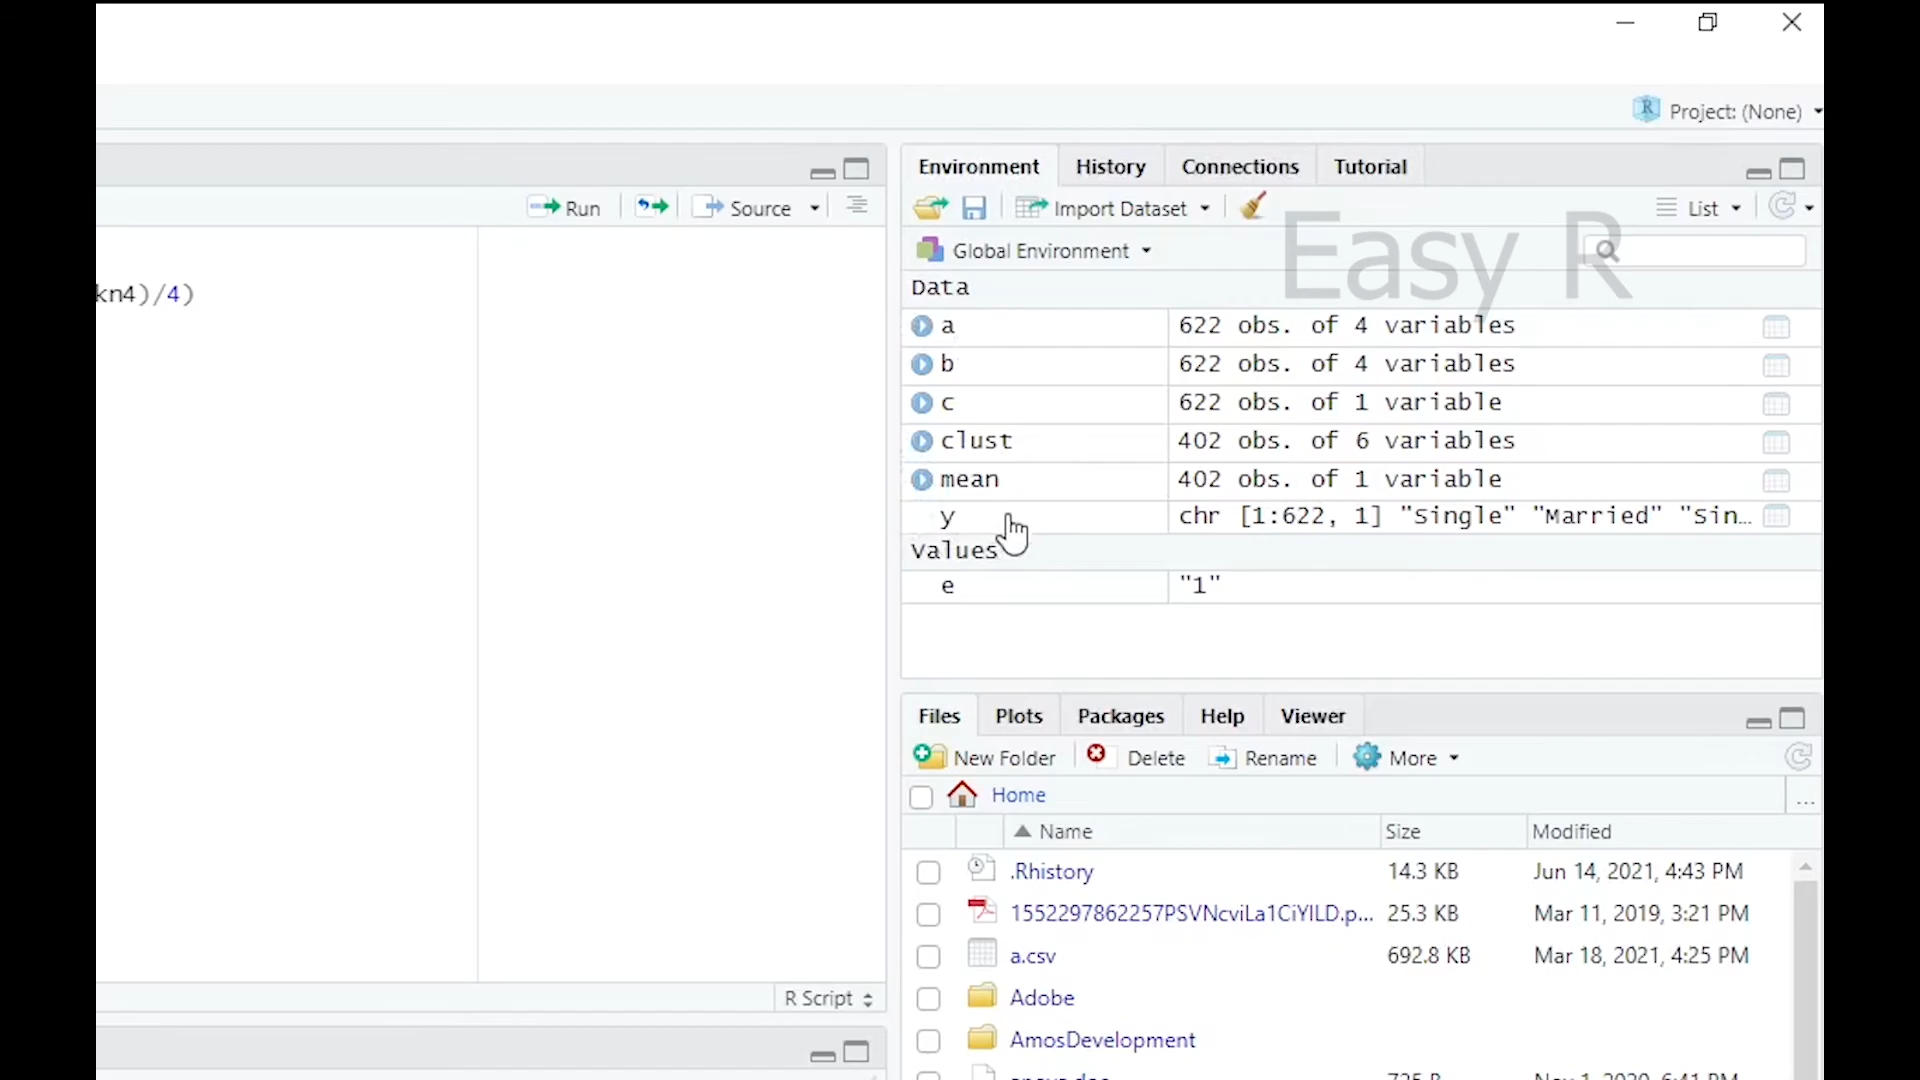 Project: (None)
Environment History Connections Tutorial
Run Source Import Dataset List
Easy R
Global Environment
kn4)/4)
Data
a 622 obs. of 4 variables
b 622 obs. of 4 variables
c 622 obs. of 1 variable
clust 402 obs. of 6 variables
mean 402 obs. of 1 variable
y chr [1:622, 1] "Single" "Married" "Sin...
Values
e "1"
Files Plots Packages Help Viewer
New Folder Delete Rename More
Home ...
Name Size Modified
.Rhistory 14.3 KB Jun 14, 2021, 4:43 PM
1552297862257PSVNcviLa1CiYILD.p... 25.3 KB Mar 11, 2019, 3:21 PM
a.csv 692.8 KB Mar 18, 2021, 4:25 PM
R Script
Adobe
AmosDevelopment